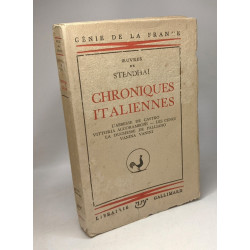 GÉNIE DE LA FRANCE
ŒUVRES
DE
STENDHAL
CHRONIQUES
ITALIENNES
L'ABBESSE DE CASTRO
VITTORIA ACCORAMBONI — LES CENCI
LA DUCHESSE DE PALLIANO
VANINA VANINI
LIBRAIRIE nrf GALLIMARD